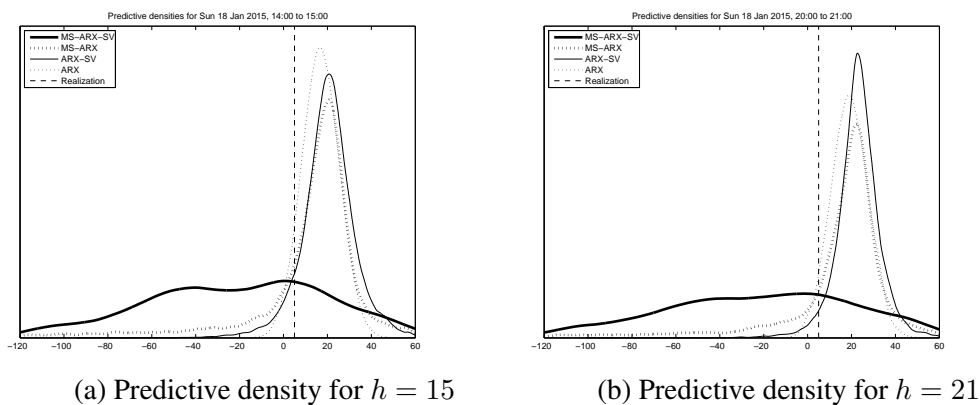 Predictive densities for Sun 18 Jan 2015, 14:00 to 15:00
MS−ARX−SV
MS−ARX
ARX−SV
ARX
Realization
−120 −100 −80 −60 −40 −20 0 20 40 60
(a) Predictive density for h = 15
Predictive densities for Sun 18 Jan 2015, 20:00 to 21:00
MS−ARX−SV
MS−ARX
ARX−SV
ARX
Realization
−120 −100 −80 −60 −40 −20 0 20 40 60
(b) Predictive density for h = 21